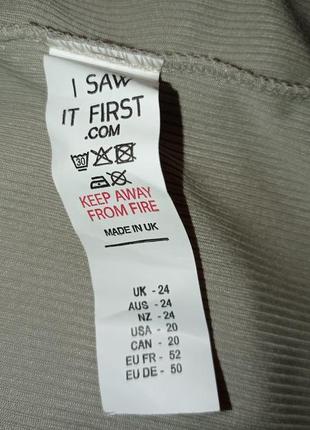 I SAW
IT FIRST
.COM
30
KEEP AWAY
FROM FIRE
MADE IN UK
UK - 24
AUS - 24
NZ - 24
USA - 20
CAN - 20
EU FR - 52
EU DE - 50